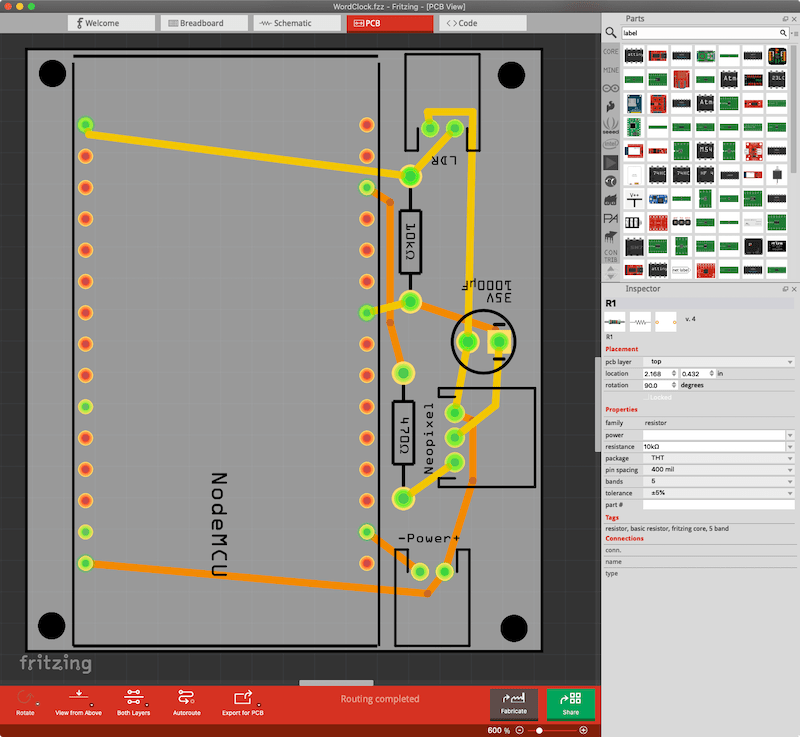 WordClock.fzz - Fritzing - [PCB View]
f Welcome
Breadboard
Schematic
PCB
<> Code
LDR
10kΩ
35V
1000μF
470Ω
Neopixel
NodeMCU
-Power+
fritzing
Rotate
View from Above
Both Layers
Autoroute
Export for PCB
Routing completed
Fabricate
Share
600 %
Parts
label
CORE
MINE
seeed
intel
PA
CON
TRIB
Inspector
R1
v. 4
R1
Placement
pcb layer top
location 2.168 0.432 in
rotation 90.0 degrees
Locked
Properties
family resistor
power
resistance 10kΩ
package THT
pin spacing 400 mil
bands 5
tolerance ±5%
part #
Tags
resistor, basic resistor, fritzing core, 5 band
Connections
conn.
name
type